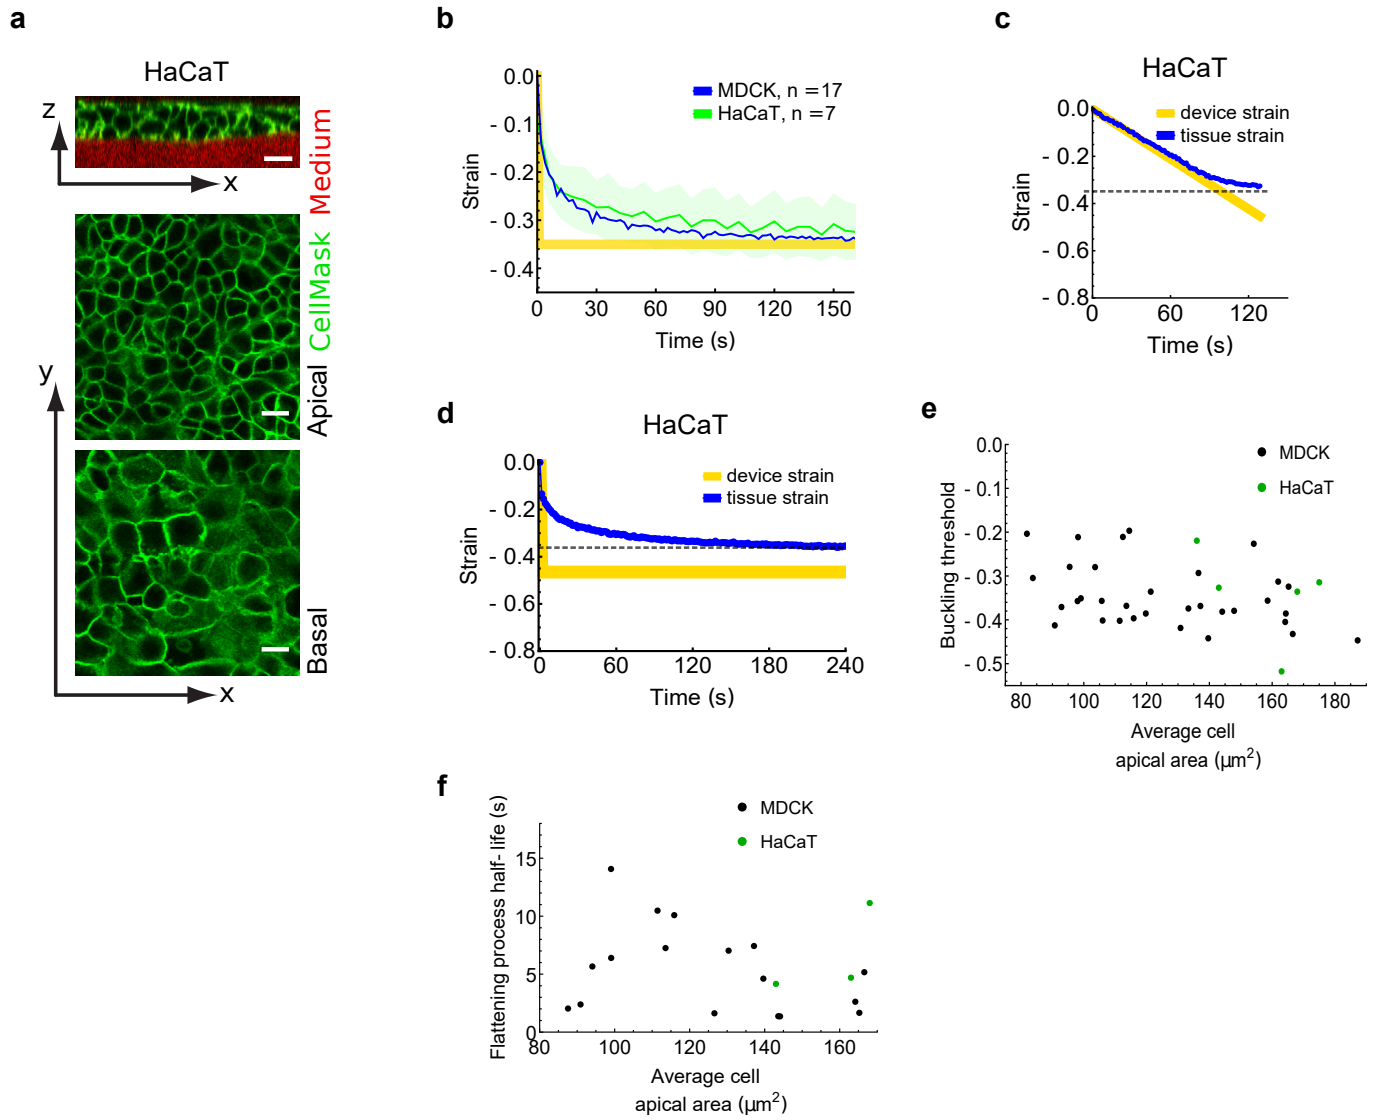 a
HaCaT
z
x
Medium
CellMask
Apical
Basal
y
x
b
0.0
- 0.1
- 0.2
- 0.3
- 0.4
Strain
MDCK, n =17
HaCaT, n =7
0 30 60 90 120 150
Time (s)
c
HaCaT
0.0
- 0.2
- 0.4
- 0.6
- 0.8
Strain
device strain
tissue strain
0 60 120
Time (s)
d
HaCaT
0.0
- 0.2
- 0.4
- 0.6
- 0.8
Strain
device strain
tissue strain
0 60 120 180 240
Time (s)
e
0.0
- 0.1
- 0.2
- 0.3
- 0.4
- 0.5
Buckling threshold
MDCK
HaCaT
80 100 120 140 160 180
Average cell
apical area (µm²)
f
MDCK
HaCaT
15
10
5
0
Flattening process half- life (s)
80 100 120 140 160
Average cell
apical area (µm²)